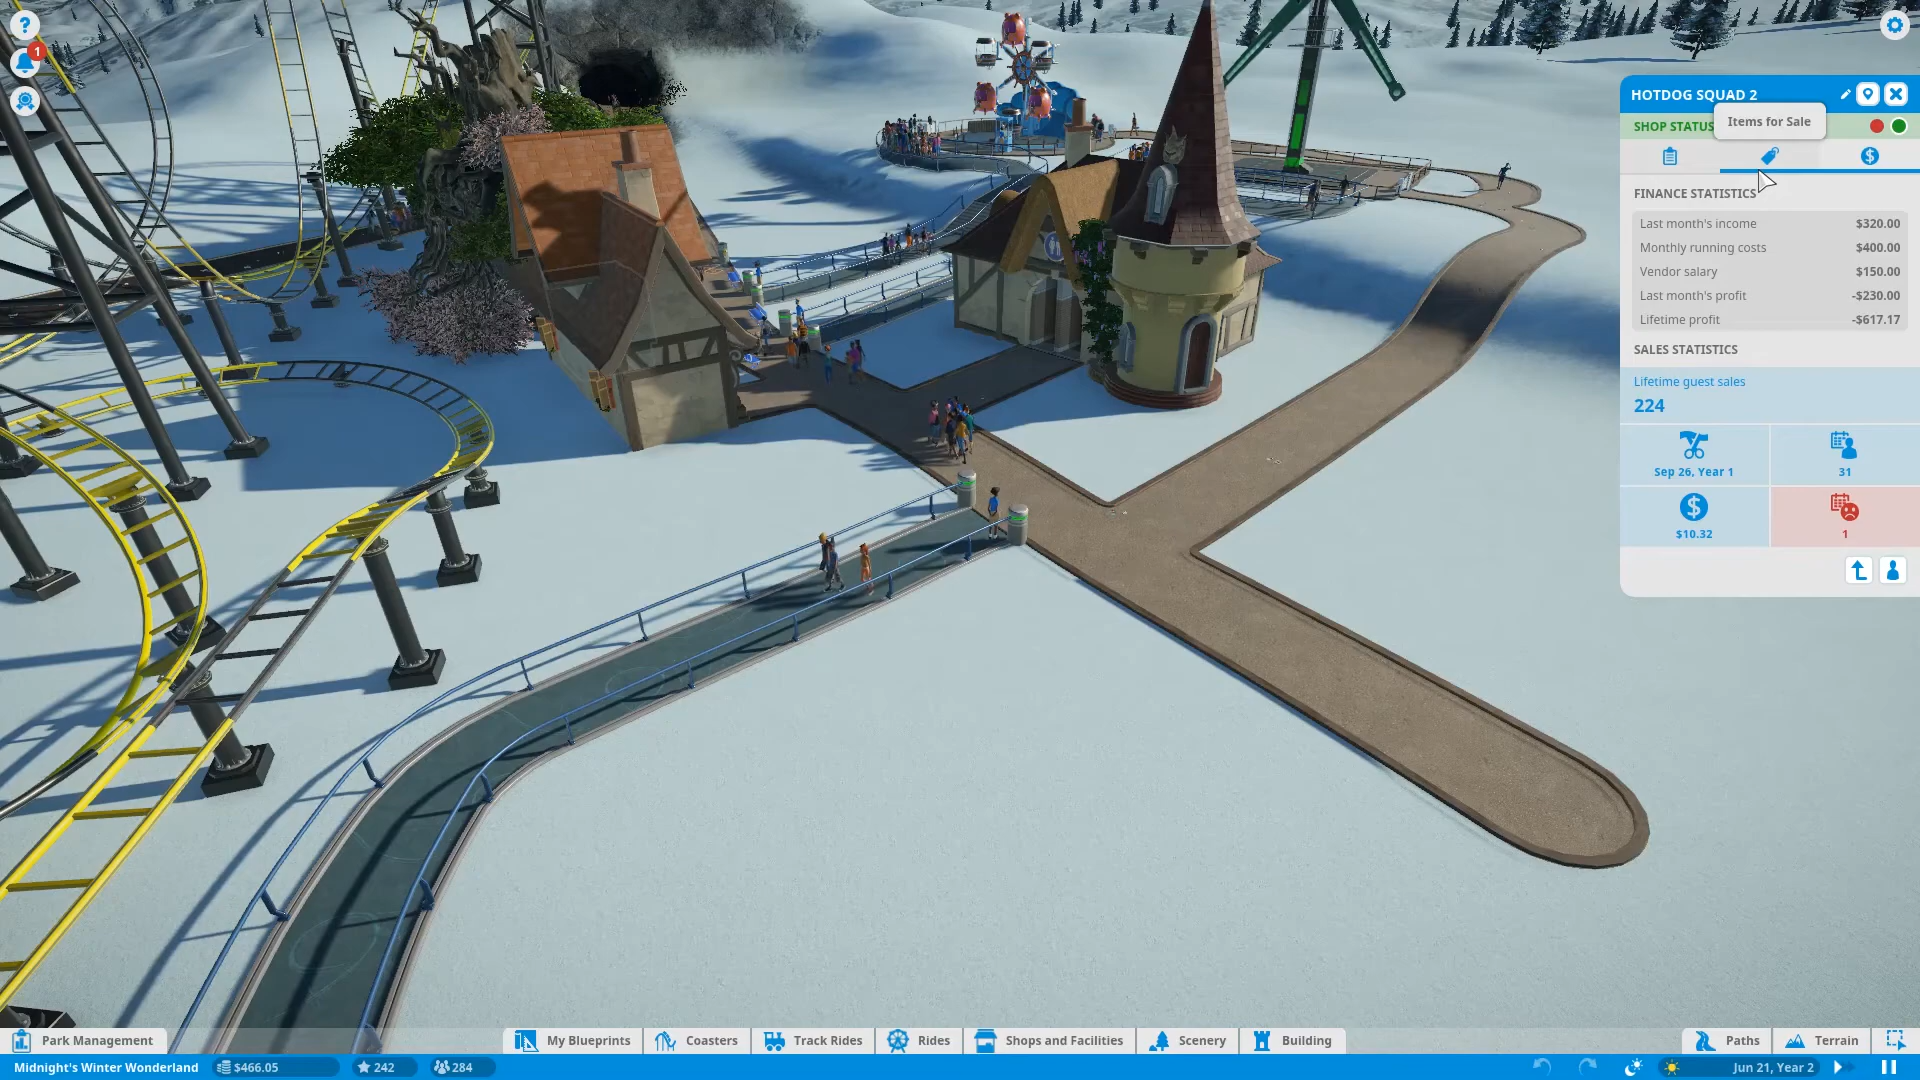 ?
1
HOTDOG SQUAD 2
SHOP STATUS
Items for Sale
FINANCE STATISTICS
Last month's income $320.00
Monthly running costs $400.00
Vendor salary $150.00
Last month's profit -$230.00
Lifetime profit -$617.17
SALES STATISTICS
Lifetime guest sales
224
Sep 26, Year 1
31
$10.32
1
Park Management
My Blueprints
Coasters
Track Rides
Rides
Shops and Facilities
Scenery
Building
Paths
Terrain
Midnight's Winter Wonderland
$466.05
242
284
Jun 21, Year 2